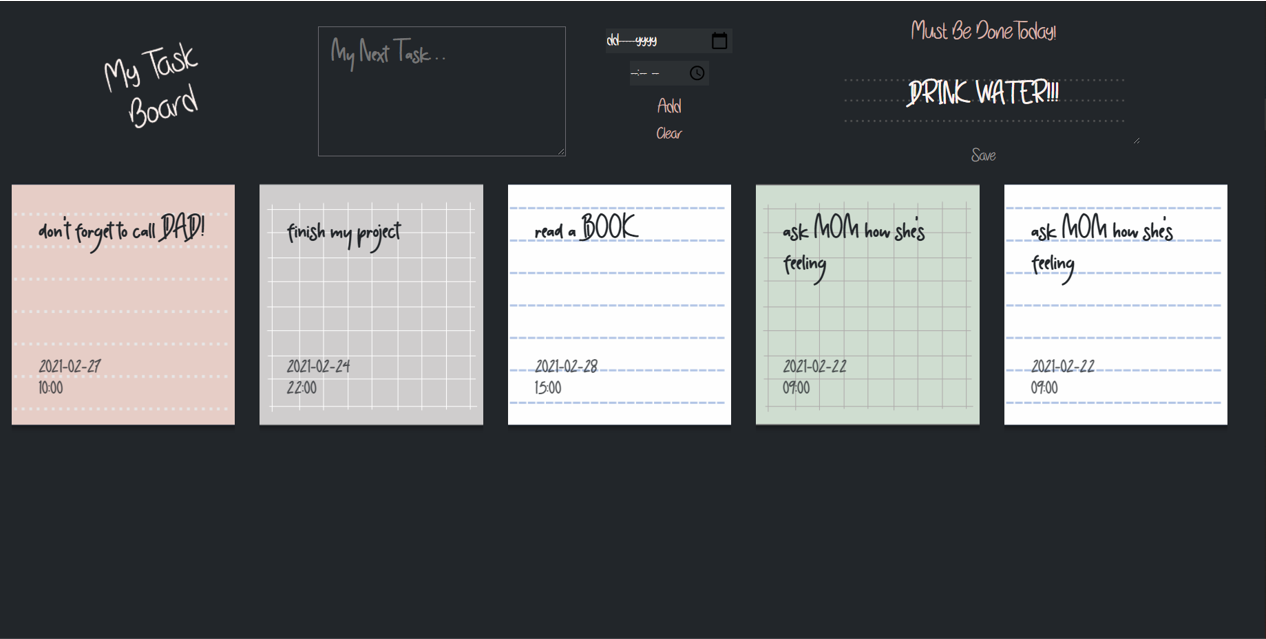 My Task
Board
My Next Task...
dd----yyyy
--:-- --
Add
Clear
Must Be Done Today!
DRINK WATER!!!
Save
don't forget to call DAD!
2021-02-27
10:00
finish my project
2021-02-24
22:00
read a BOOK
2021-02-28
15:00
ask MOM how she's
feeling
2021-02-22
09:00
ask MOM how she's
feeling
2021-02-22
09:00